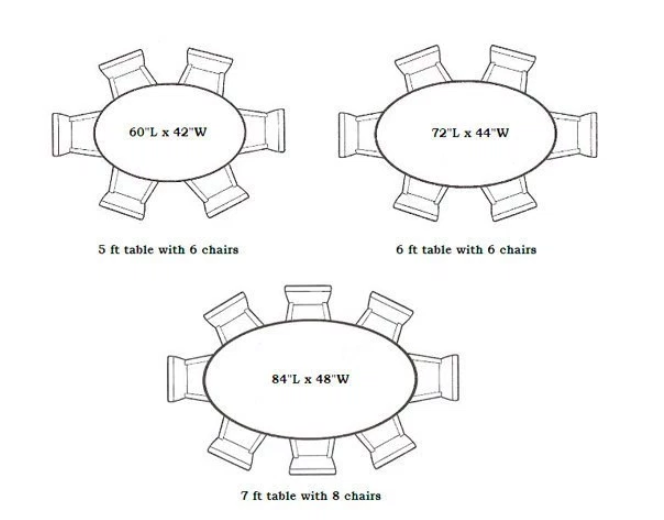 60"L x 42"W
72"L x 44"W
5 ft table with 6 chairs
6 ft table with 6 chairs
84"L x 48"W
7 ft table with 8 chairs